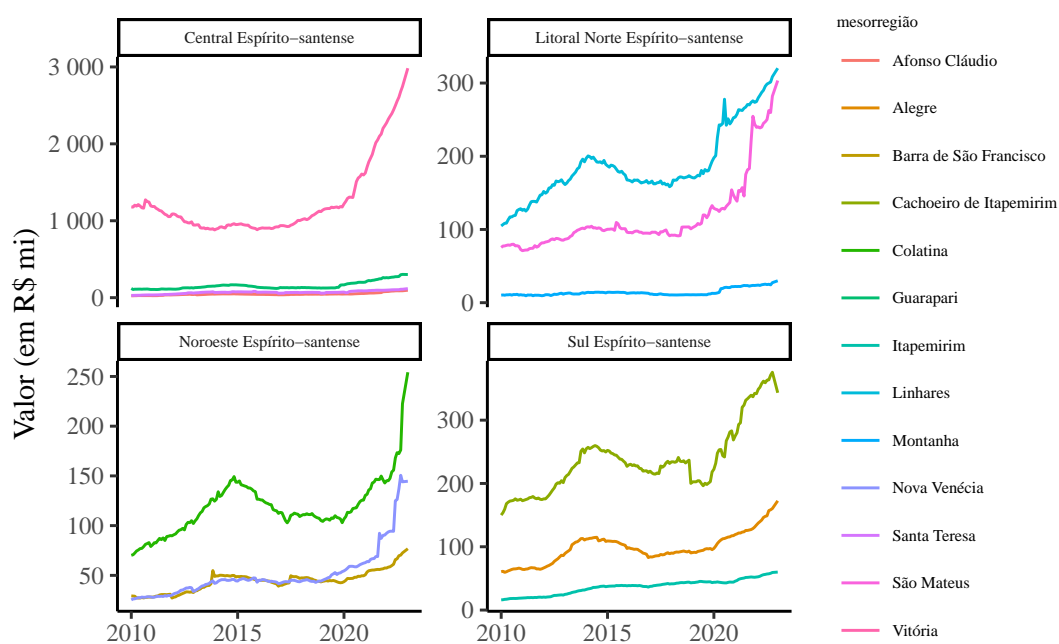 Central Espírito−santense
Litoral Norte Espírito−santense
3 000
2 000
1 000
0
300
200
100
0
Noroeste Espírito−santense
Sul Espírito−santense
250
200
150
100
50
300
200
100
0
2010
2015
2020
2010
2015
2020
Valor (em R$ mi)
mesorregião
Afonso Cláudio
Alegre
Barra de São Francisco
Cachoeiro de Itapemirim
Colatina
Guarapari
Itapemirim
Linhares
Montanha
Nova Venécia
Santa Teresa
São Mateus
Vitória